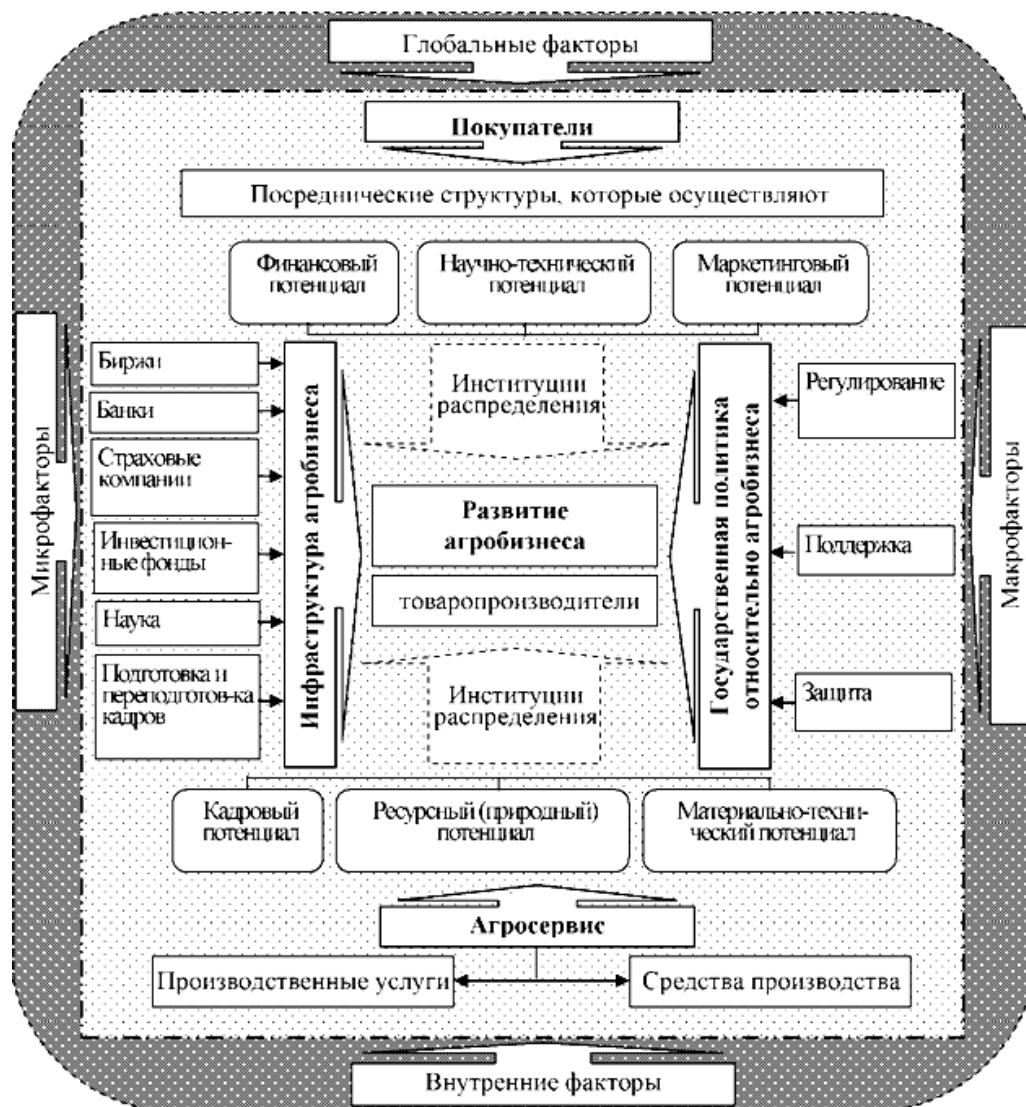 Глобальные факторы
Покупатели
Посреднические структуры, которые осуществляют
Финансовый
потенциал
Научно-технический
потенциал
Маркетинговый
потенциал
Микрофакторы
Биржи
Банки
Страховые
компании
Инвестицион-
ные фонды
Наука
Подготовка и
переподготов-ка
кадров
Инфраструктура агробизнеса
Институции
распределения
Развитие
агробизнеса
товаропроизводители
Институции
распределения
Государственная политика
относительно агробизнеса
Регулирование
Поддержка
Защита
Макрофакторы
Кадровый
потенциал
Ресурсный (природный)
потенциал
Материально-техни-
ческий потенциал
Агросервис
Производственные услуги
Средства производства
Внутренние факторы